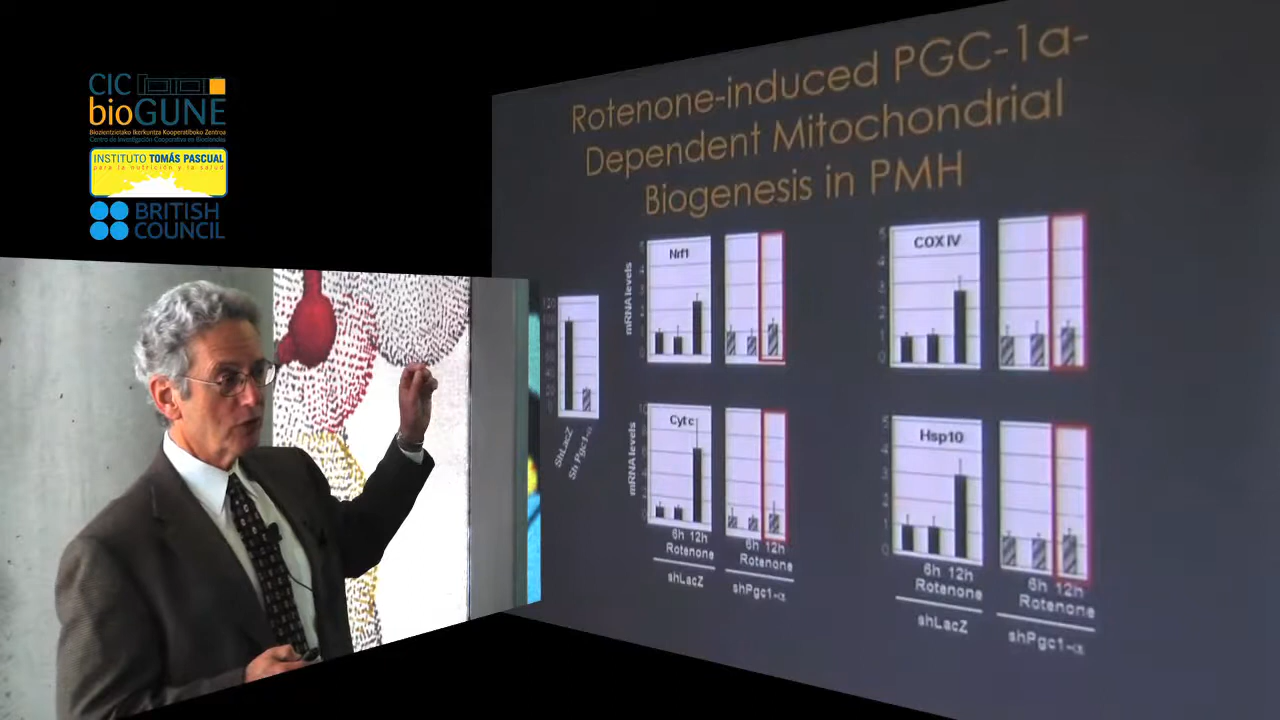 CIC
bioGUNE
Biozientzietako Ikerkuntza Kooperatiboko Zentroa
Centro de Investigación Cooperativa en Biociencias
INSTITUTO TOMÁS PASCUAL
para la nutrición y la salud
BRITISH
COUNCIL
Rotenone-induced PGC-1a-
Dependent Mitochondrial
Biogenesis in PMH
shLacZ
Sh Pgc1-α
mRNA levels
Nrf1
COX IV
mRNA levels
Cyt c
Hsp10
6h 12h
Rotenone
shLacZ
6h 12h
Rotenone
shPgc1-α
6h 12h
Rotenone
shLacZ
6h 12h
Rotenone
shPgc1-α